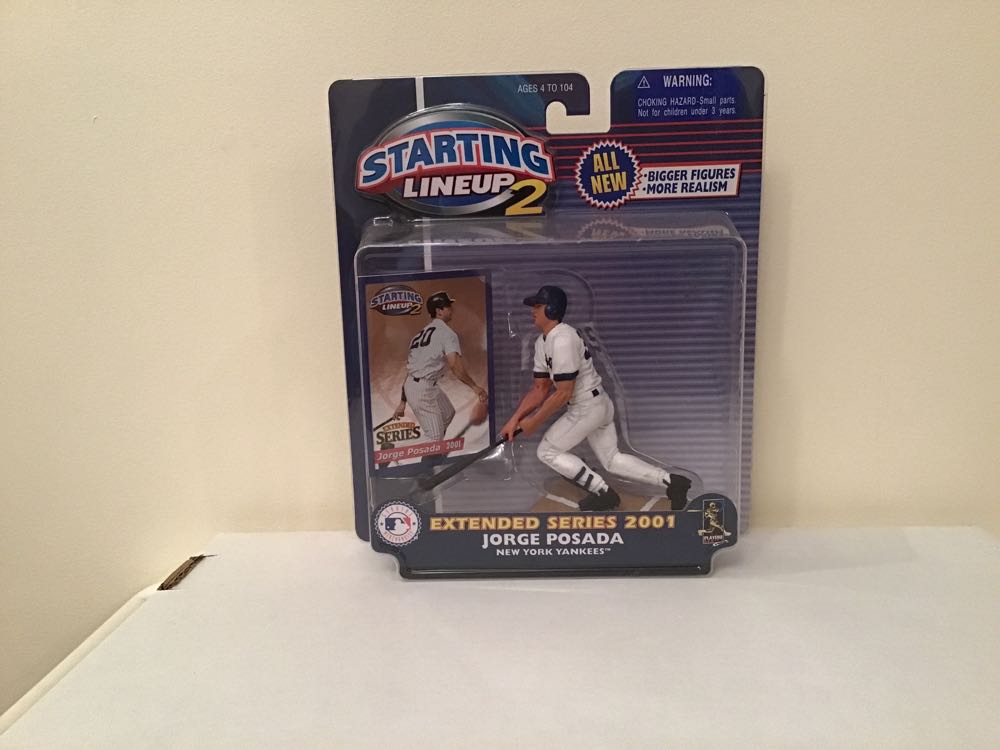 AGES 4 TO 104
WARNING:
CHOKING HAZARD-Small parts.
Not for children under 3 years.
STARTING
LINEUP 2
ALL
NEW
•BIGGER FIGURES
•MORE REALISM
STARTING
LINEUP 2
20
EXTENDED
SERIES
Jorge Posada 2001
EXTENDED SERIES 2001
JORGE POSADA
NEW YORK YANKEES™
PLAYERS